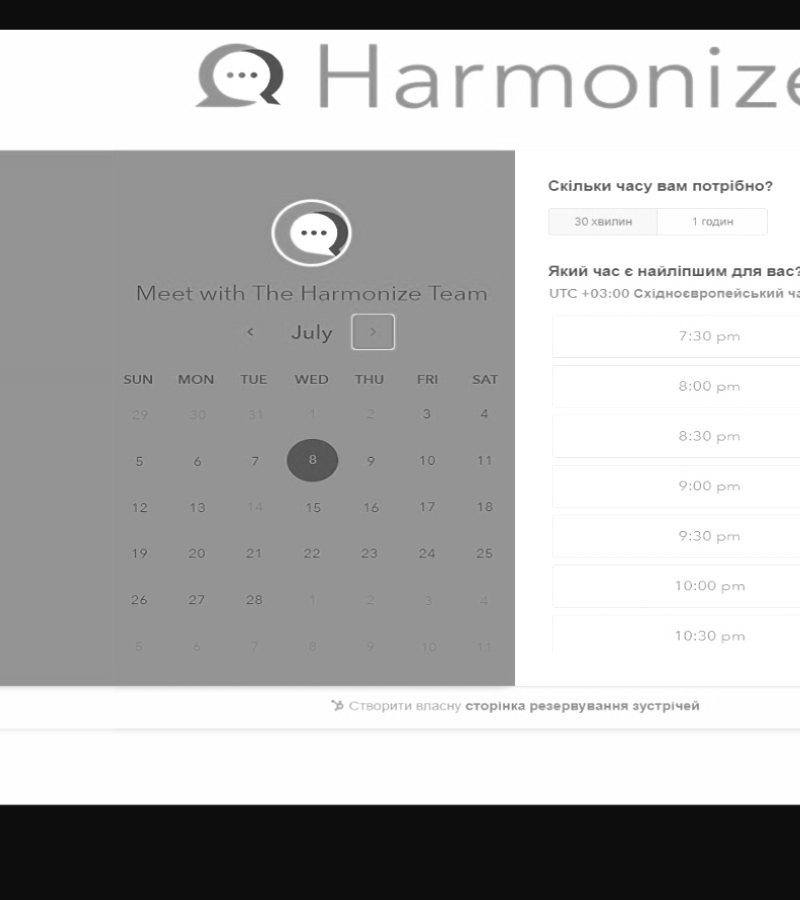 Harmonize
Meet with The Harmonize Team
< July >
SUN MON TUE WED THU FRI SAT
29 30 31 1 2 3 4
5 6 7 8 9 10 11
12 13 14 15 16 17 18
19 20 21 22 23 24 25
26 27 28 1 2 3 4
5 6 7 8 9 10 11
Скільки часу вам потрібно?
30 хвилин 1 годин
Який час є найліпшим для вас?
UTC +03:00 Східноєвропейський ча
7:30 pm
8:00 pm
8:30 pm
9:00 pm
9:30 pm
10:00 pm
10:30 pm
Створити власну сторінка резервування зустрічей